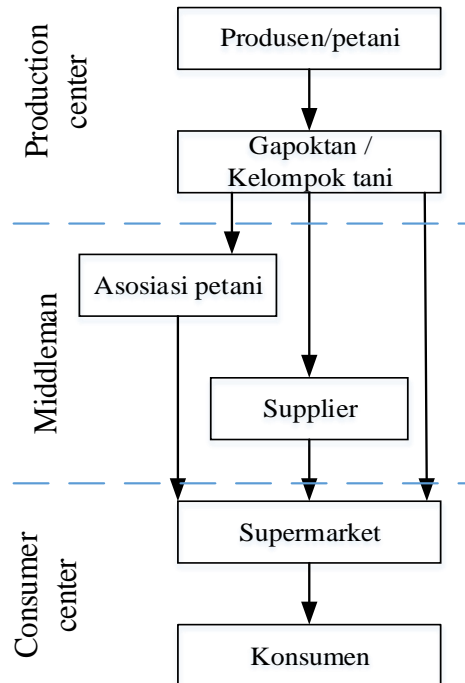 Production
center
Produsen/petani
Gapoktan /
Kelompok tani
Middleman
Asosiasi petani
Supplier
Consumer
center
Supermarket
Konsumen